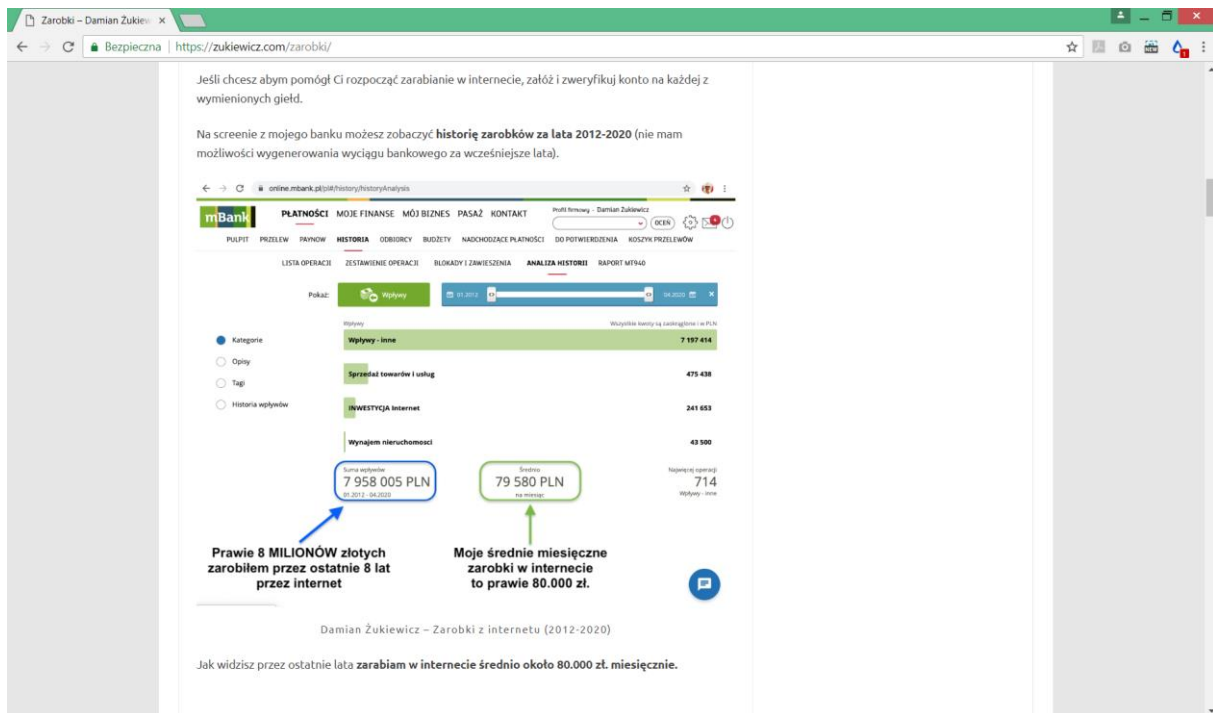 Zarobki – Damian Żukiew
Bezpieczna | https://zukiewicz.com/zarobki/
Jeśli chcesz abym pomógł Ci rozpocząć zarabianie w internecie, załóż i zweryfikuj konto na każdej z
wymienionych giełd.
Na screenie z mojego banku możesz zobaczyć historię zarobków za lata 2012-2020 (nie mam
możliwości wygenerowania wyciągu bankowego za wcześniejsze lata).
online.mbank.pl/pl#/history/historyAnalysis
mBank
PŁATNOŚCI MOJE FINANSE MÓJ BIZNES PASAŻ KONTAKT
Profil firmowy - Damian Żukiewicz
OCEŃ
PULPIT PRZELEW PAYNOW HISTORIA ODBIORCY BUDŻETY NADCHODZĄCE PŁATNOŚCI DO POTWIERDZENIA KOSZYK PRZELEWÓW
LISTA OPERACJI ZESTAWIENIE OPERACJI BLOKADY I ZAWIESZENIA ANALIZA HISTORII RAPORT MT940
Pokaż: Wpływy 01.2012 04.2020
Wpływy Wszystkie kwoty są zaokrąglone i w PLN
Kategorie
Opisy
Tagi
Historia wpływów
Wpływy - inne 7 197 414
Sprzedaż towarów i usług 475 438
INWESTYCJA Internet 241 653
Wynajem nieruchomosci 43 500
Suma wpływów
7 958 005 PLN
01.2012 - 04.2020
Średnio
79 580 PLN
na miesiąc
Najwięcej operacji
714
Wpływy - inne
Prawie 8 MILIONÓW złotych
zarobiłem przez ostatnie 8 lat
przez internet
Moje średnie miesięczne
zarobki w internecie
to prawie 80.000 zł.
Damian Żukiewicz – Zarobki z internetu (2012-2020)
Jak widzisz przez ostatnie lata zarabiam w internecie średnio około 80.000 zł. miesięcznie.